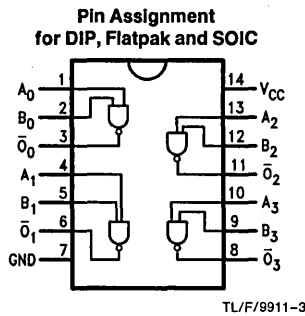 Pin Assignment
for DIP, Flatpak and SOIC
A0 1
B0 2
Ō0 3
A1 4
B1 5
Ō1 6
GND 7
14 VCC
13 A2
12 B2
11 Ō2
10 A3
9 B3
8 Ō3
TL/F/9911-3